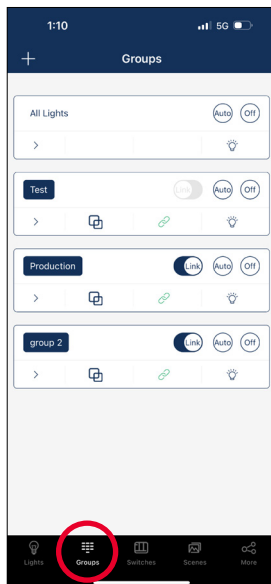 1:10 5G
Groups
All Lights Auto Off
Test Link Auto Off
Production Link Auto Off
group 2 Link Auto Off
Lights Groups Switches Scenes More